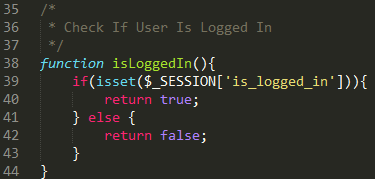 35 /*
36  * Check If User Is Logged In
37  */
38 function isLoggedIn(){
39     if(isset($_SESSION['is_logged_in'])){
40         return true;
41     } else {
42         return false;
43     }
44 }